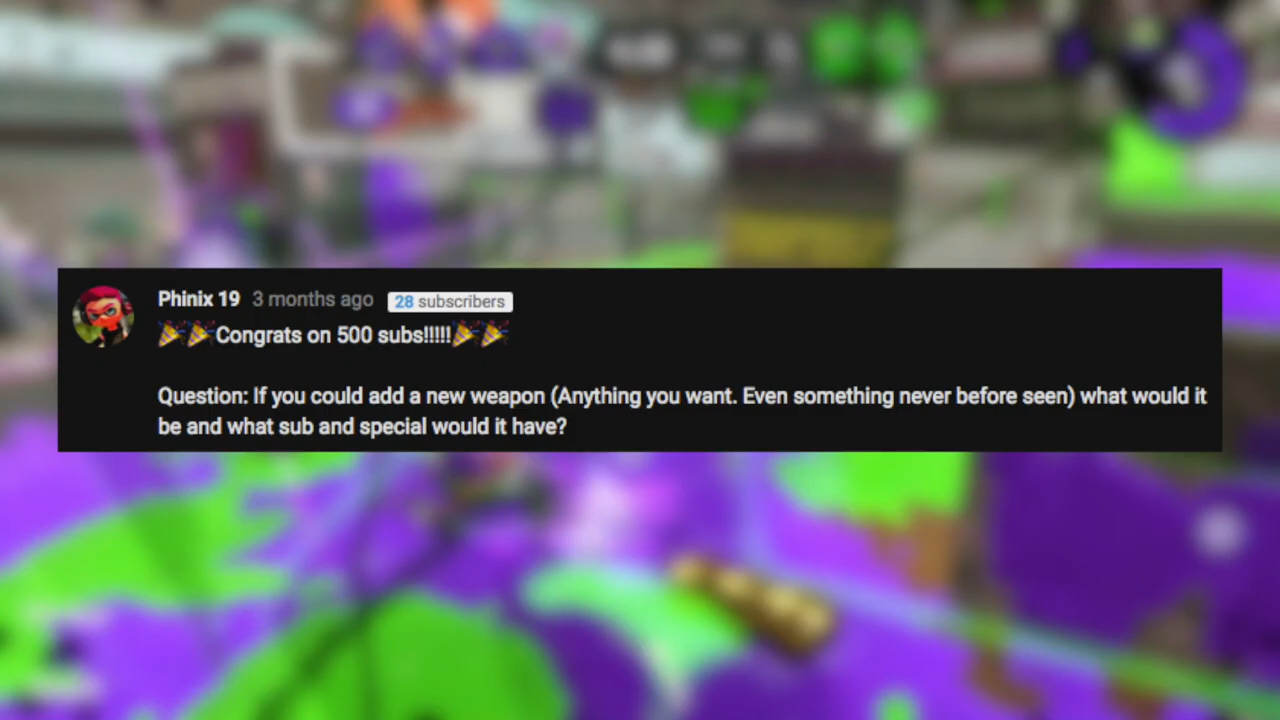 Phinix 19 3 months ago 28 subscribers
🎉🎉Congrats on 500 subs!!!!!🎉🎉
Question: If you could add a new weapon (Anything you want. Even something never before seen) what would it
be and what sub and special would it have?